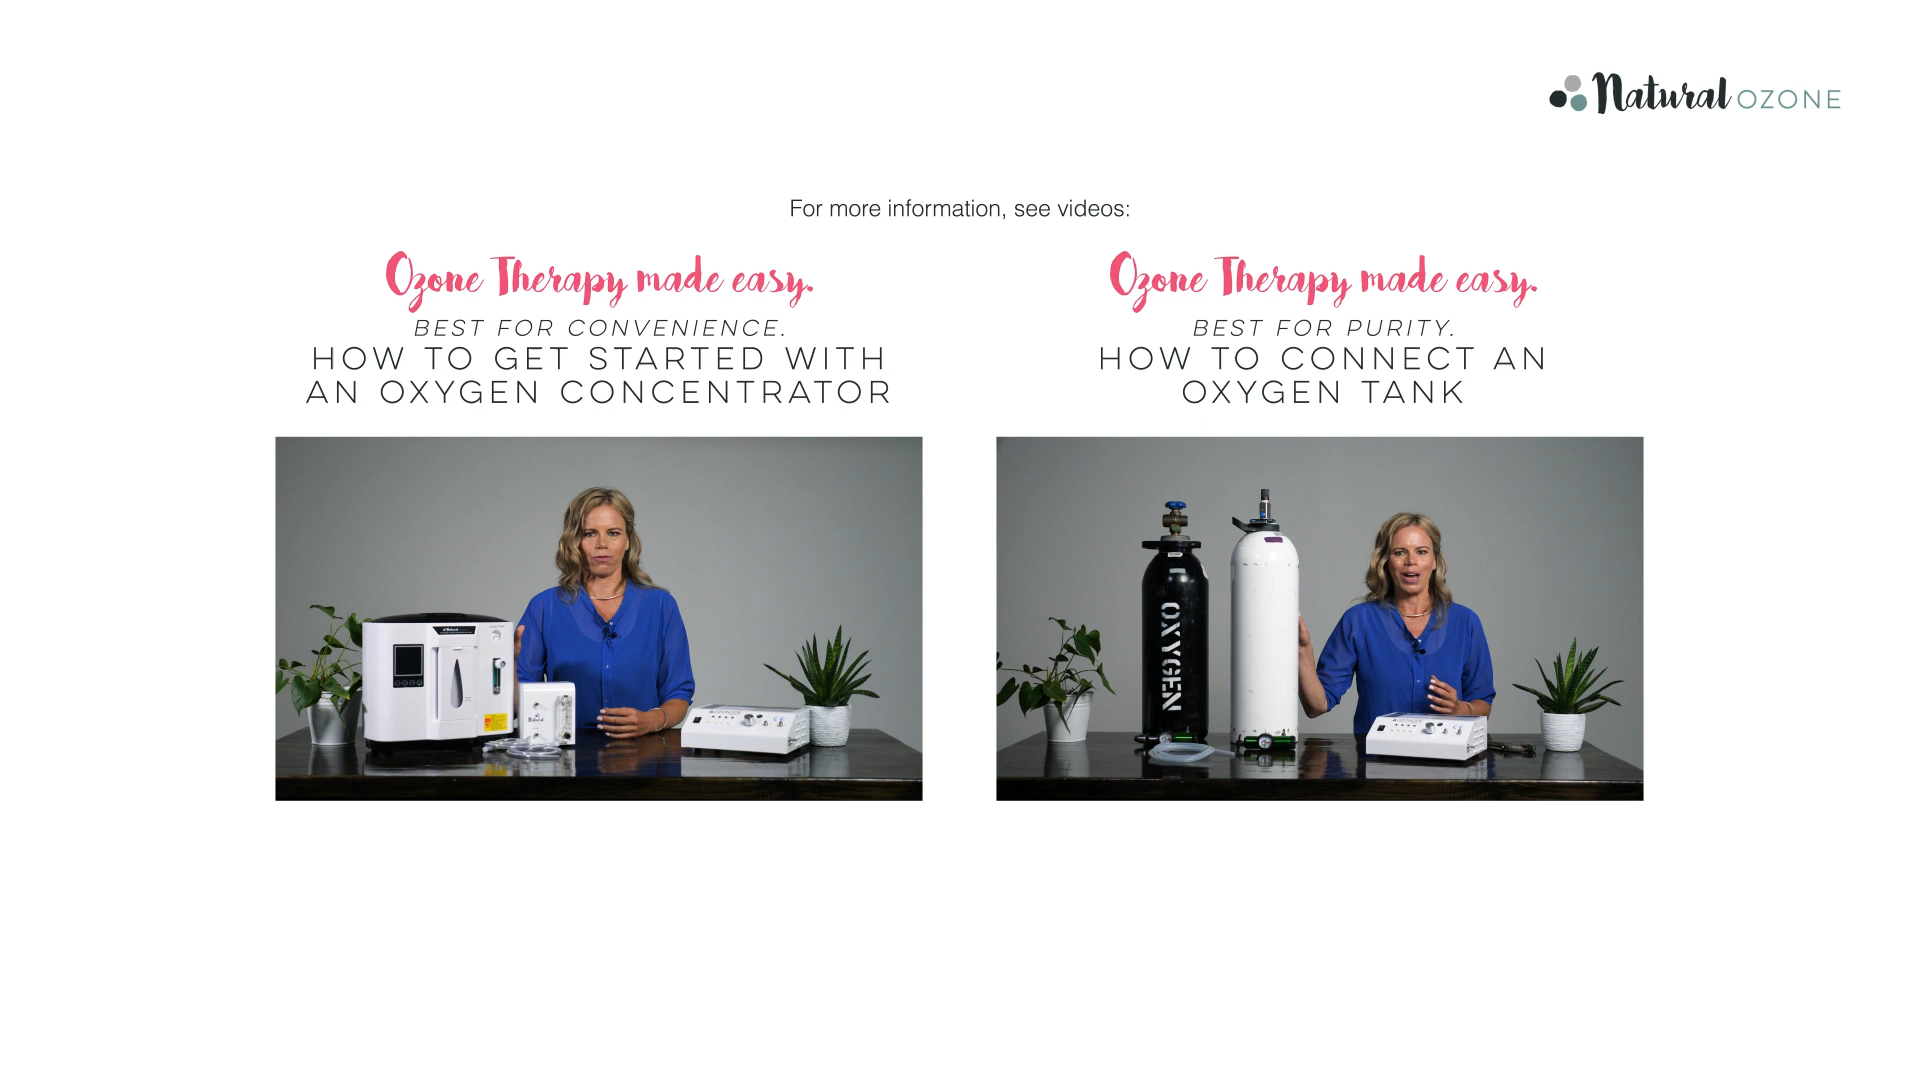 Natural OZONE
For more information, see videos:
Ozone Therapy made easy.
BEST FOR CONVENIENCE.
HOW TO GET STARTED WITH
AN OXYGEN CONCENTRATOR
Ozone Therapy made easy.
BEST FOR PURITY.
HOW TO CONNECT AN
OXYGEN TANK
Natural
OXYGEN